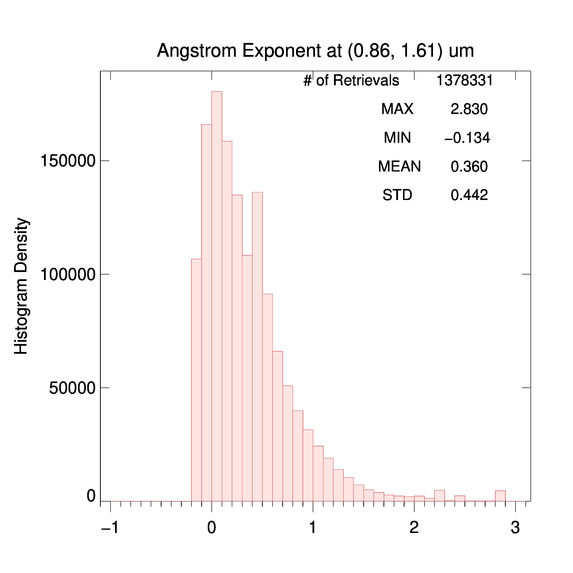 Angstrom Exponent at (0.86, 1.61) um
# of Retrievals 1378331
MAX 2.830
MIN −0.134
MEAN 0.360
STD 0.442
150000
100000
50000
0
Histogram Density
−1 0 1 2 3